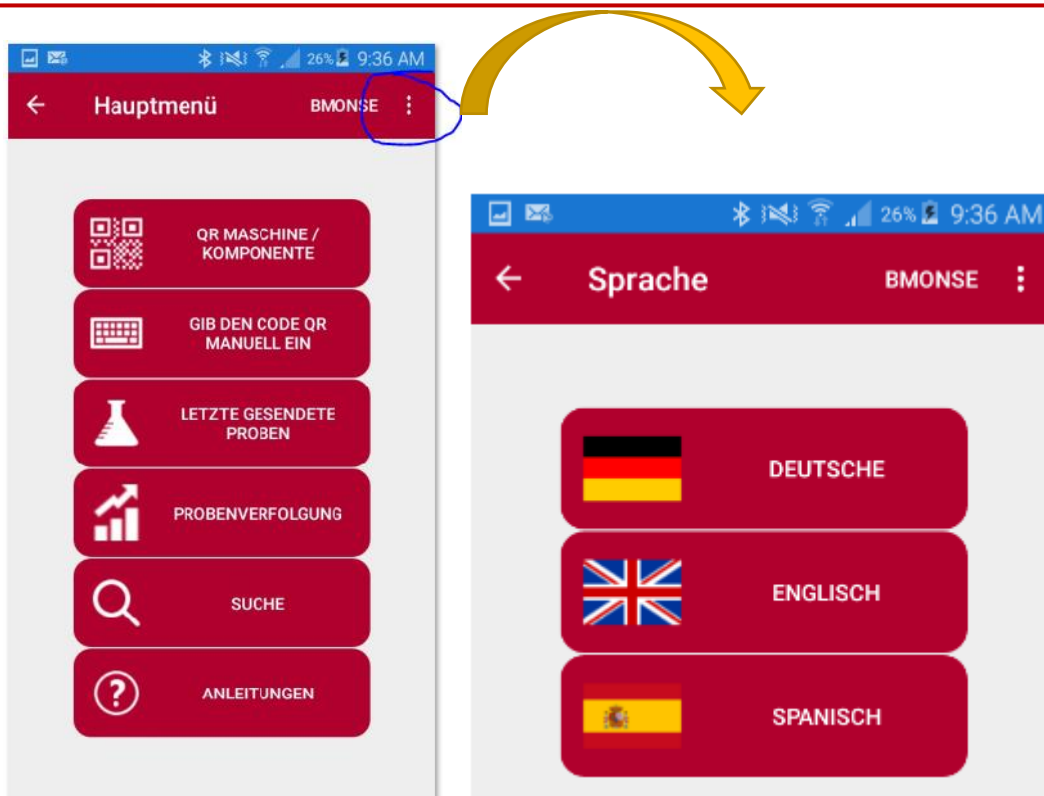 26% 9:36 AM
Hauptmenü BMONSE
QR MASCHINE /
KOMPONENTE
GIB DEN CODE QR
MANUELL EIN
LETZTE GESENDETE
PROBEN
PROBENVERFOLGUNG
SUCHE
ANLEITUNGEN
26% 9:36 AM
Sprache BMONSE
DEUTSCHE
ENGLISCH
SPANISCH